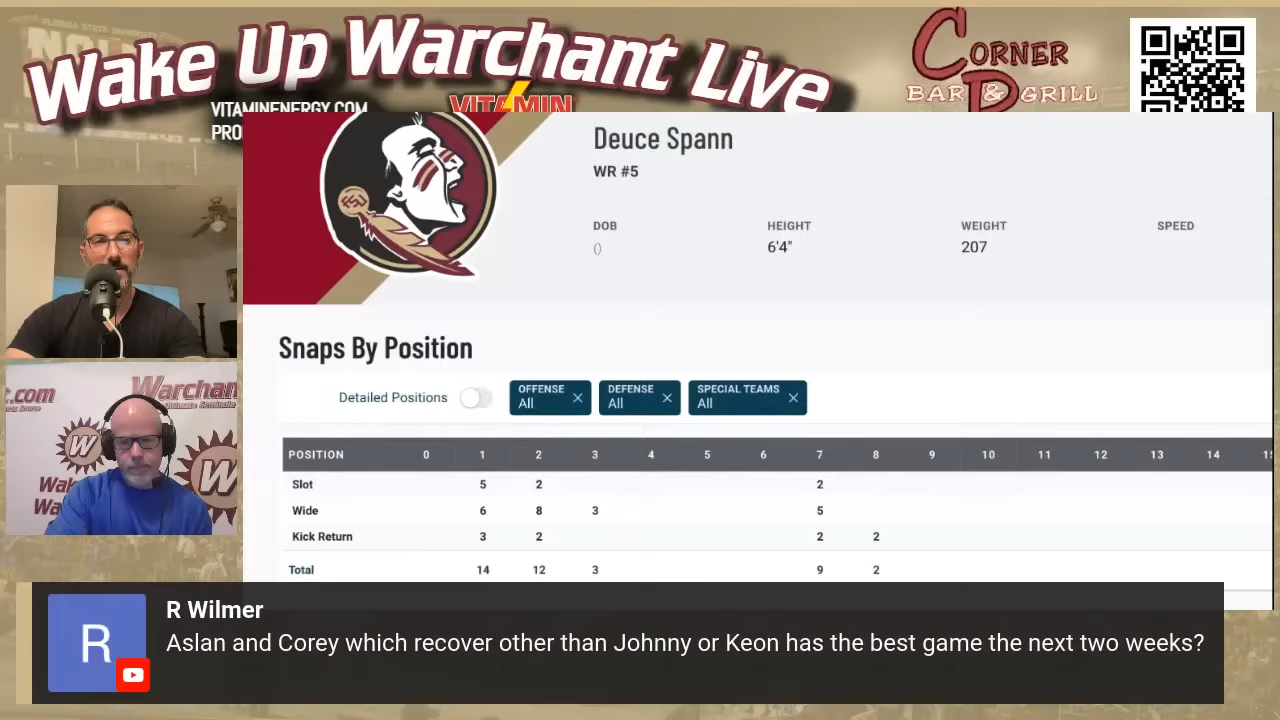 Wake Up Warchant Live
CORNER
BAR & GRILL
VITAMINENERGY.COM
VITAMIN
PRO
Deuce Spann
WR #5
DOB HEIGHT WEIGHT SPEED
() 6'4" 207
Snaps By Position
Detailed Positions
OFFENSE
All
DEFENSE
All
SPECIAL TEAMS
All
POSITION 0 1 2 3 4 5 6 7 8 9 10 11 12 13 14
Slot 5 2 2
Wide 6 8 3 5
Kick Return 3 2 2 2
Total 14 12 3 9 2
.com
Warchan
W
W
R
R Wilmer
Aslan and Corey which recover other than Johnny or Keon has the best game the next two weeks?